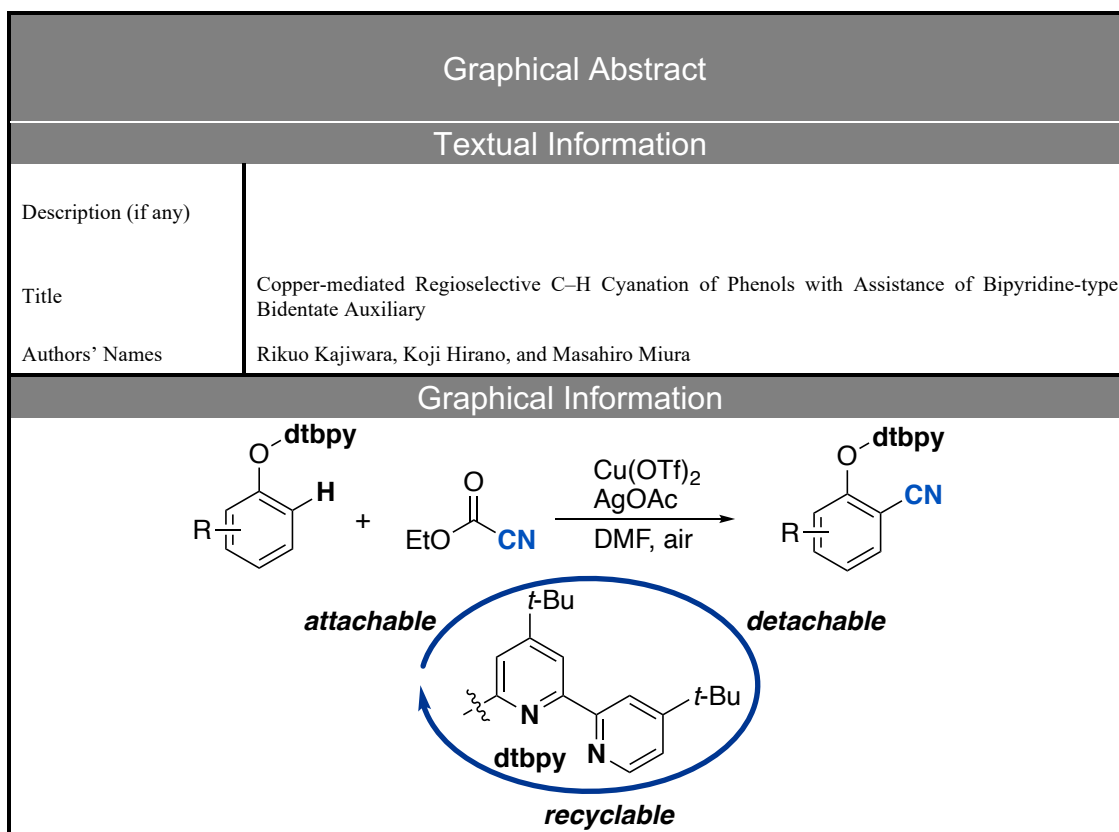 Graphical Abstract
Textual Information
Description (if any)
Title
Copper-mediated Regioselective C–H Cyanation of Phenols with Assistance of Bipyridine-type
Bidentate Auxiliary
Authors' Names
Rikuo Kajiwara, Koji Hirano, and Masahiro Miura
Graphical Information
O dtbpy
H
R
+
O
EtO CN
Cu(OTf)2
AgOAc
DMF, air
O dtbpy
CN
R
attachable
t-Bu
detachable
t-Bu
N
dtbpy
N
recyclable